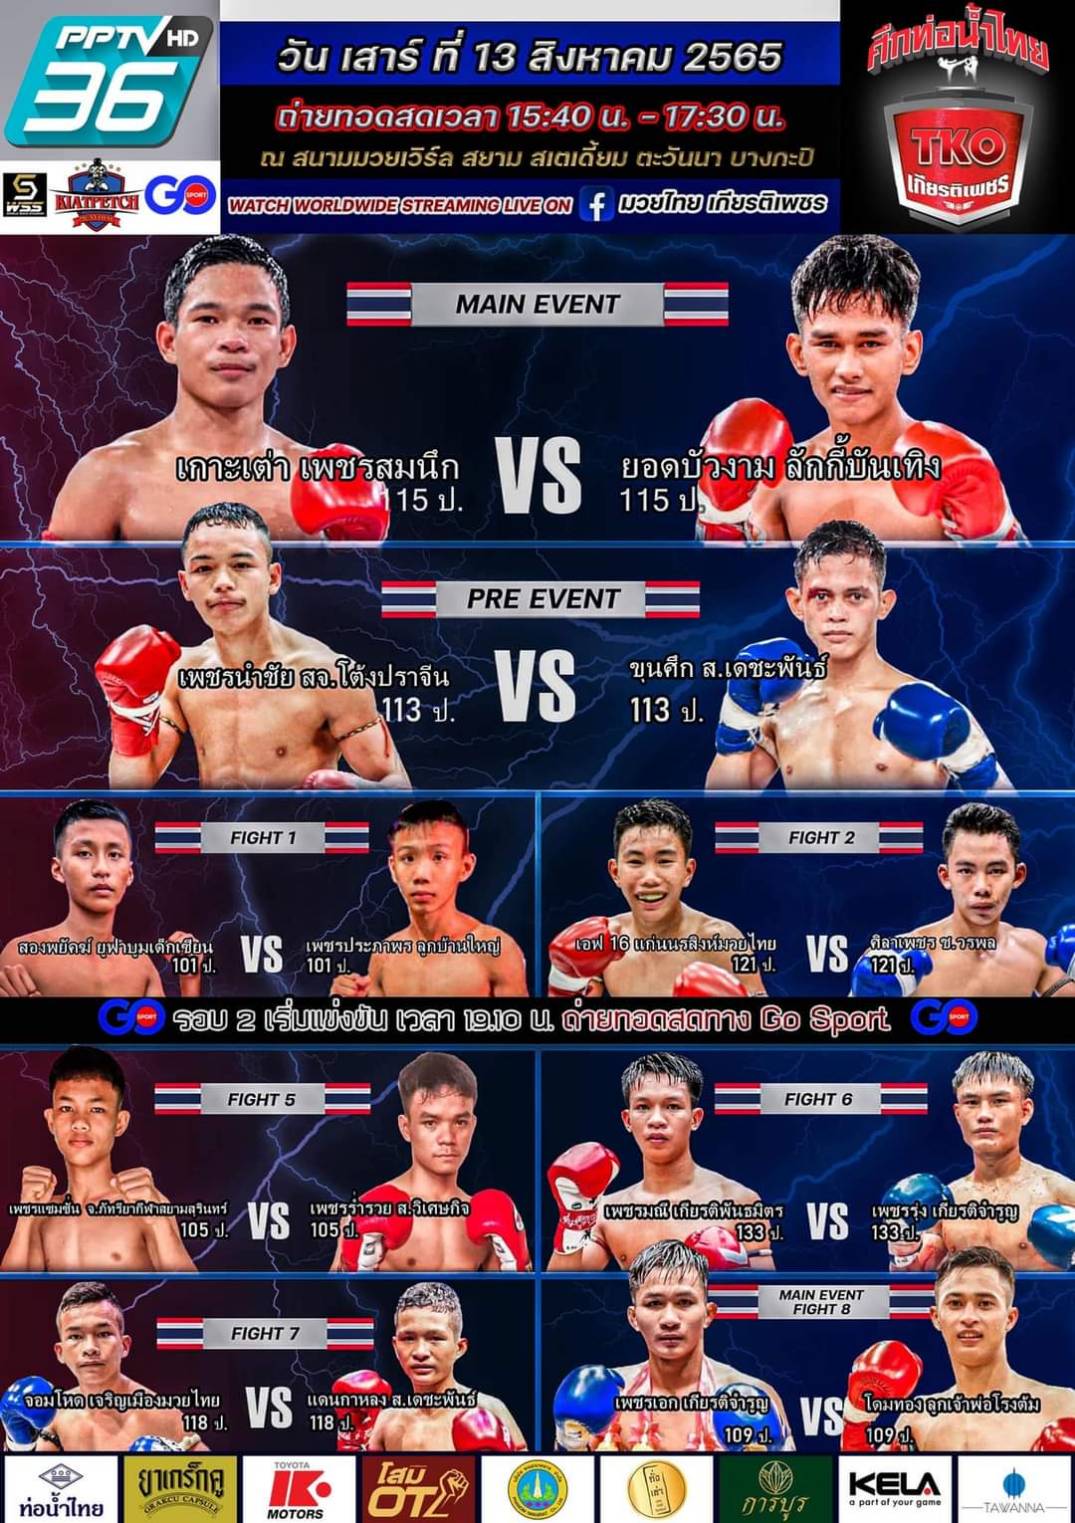 PPTV HD
36
WSS
KIATPETCH
GO SPORT
วัน เสาร์ ที่ 13 สิงหาคม 2565
ถ่ายทอดสดเวลา 15:40 น. - 17:30 น.
ณ สนามมวยเวิร์ล สยาม สเตเดี้ยม ตะวันนา บางกะปิ
WATCH WORLDWIDE STREAMING LIVE ON f มวยไทย เกียรติเพชร
ศึกท่อน้ำไทย
TKO
เกียรติเพชร
MAIN EVENT
เกาะเต่า เพชรสมนึก
115 ป.
VS
ยอดบัวงาม ลักกี้บันเทิง
115 ป.
PRE EVENT
เพชรนำชัย สจ.โต้งปราจีน
113 ป.
VS
ขุนศึก ส.เดชะพันธ์
113 ป.
FIGHT 1
สองพยัคฆ์ ยูฟ่าบูมเด็กเซียน
101 ป.
VS
เพชรประภาพร ลูกบ้านใหญ่
101 ป.
FIGHT 2
เอฟ 16 แก่นนรสิงห์มวยไทย
121 ป.
VS
ศิลาเพชร ช.วรพล
121 ป.
GO SPORT รอบ 2 เริ่มแข่งขัน เวลา 19.10 น. ถ่ายทอดสดทาง Go Sport GO SPORT
FIGHT 5
เพชรแซมซั่น จ.ภัทรียากีฬาสยามสุรินทร์
105 ป.
VS
เพชรร่ำรวย ส.วิเศษกิจ
105 ป.
FIGHT 6
เพชรมณี เกียรติพันธมิตร
133 ป.
VS
เพชรรุ่ง เกียรติจำรูญ
133 ป.
FIGHT 7
จอมโหด เจริญเมืองมวยไทย
118 ป.
VS
แดนกาหลง ส.เดชะพันธ์
118 ป.
MAIN EVENT
FIGHT 8
เพชรเอก เกียรติจำรูญ
109 ป.
VS
โดมทอง ลูกเจ้าพ่อโรงต้ม
109 ป.
ท่อน้ำไทย
ยาเกร็กคู
GRAKCU CAPSULE
TOYOTA
K
MOTORS
โสม
OTL
ถั่งเช่า
การบูร
KELA
a part of your game
TAWANNA